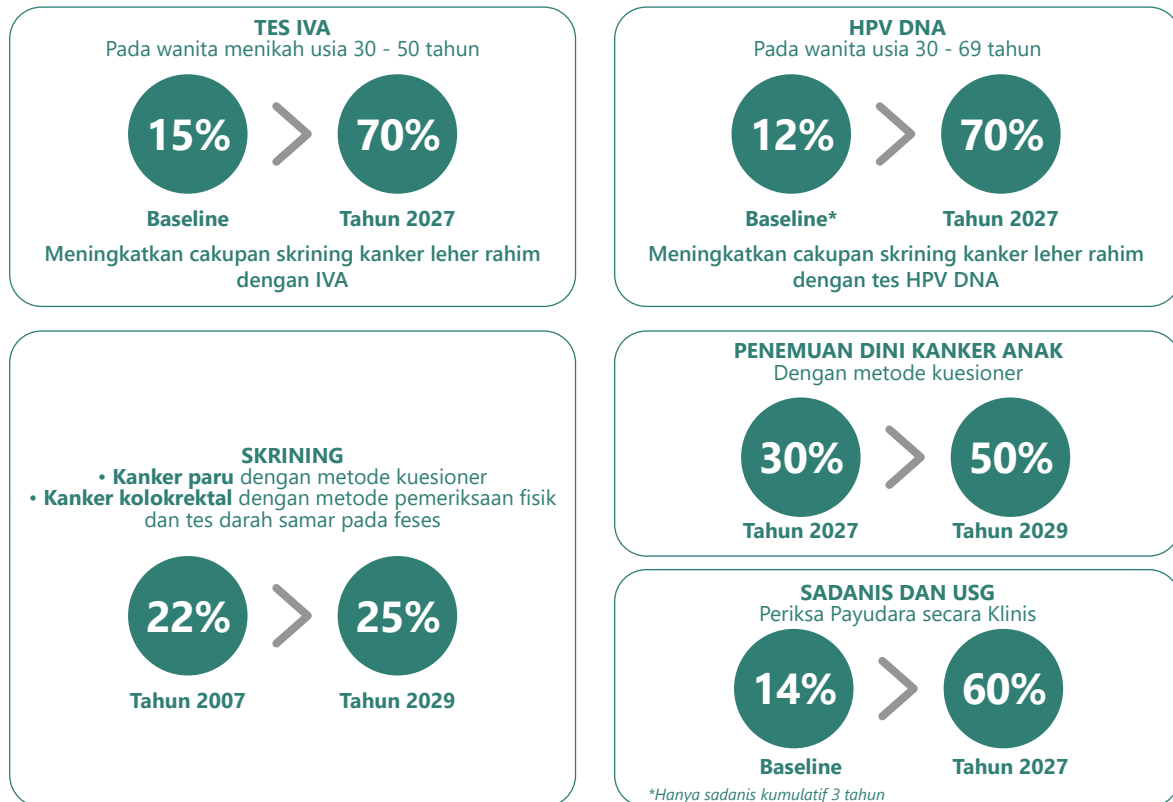 TES IVA
Pada wanita menikah usia 30 - 50 tahun
15%
70%
Baseline
Tahun 2027
Meningkatkan cakupan skrining kanker leher rahim
dengan IVA
HPV DNA
Pada wanita usia 30 - 69 tahun
12%
70%
Baseline*
Tahun 2027
Meningkatkan cakupan skrining kanker leher rahim
dengan tes HPV DNA
SKRINING
• Kanker paru dengan metode kuesioner
• Kanker kolokrektal dengan metode pemeriksaan fisik
dan tes darah samar pada feses
22%
25%
Tahun 2007
Tahun 2029
PENEMUAN DINI KANKER ANAK
Dengan metode kuesioner
30%
50%
Tahun 2027
Tahun 2029
SADANIS DAN USG
Periksa Payudara secara Klinis
14%
60%
Baseline
Tahun 2027
*Hanya sadanis kumulatif 3 tahun